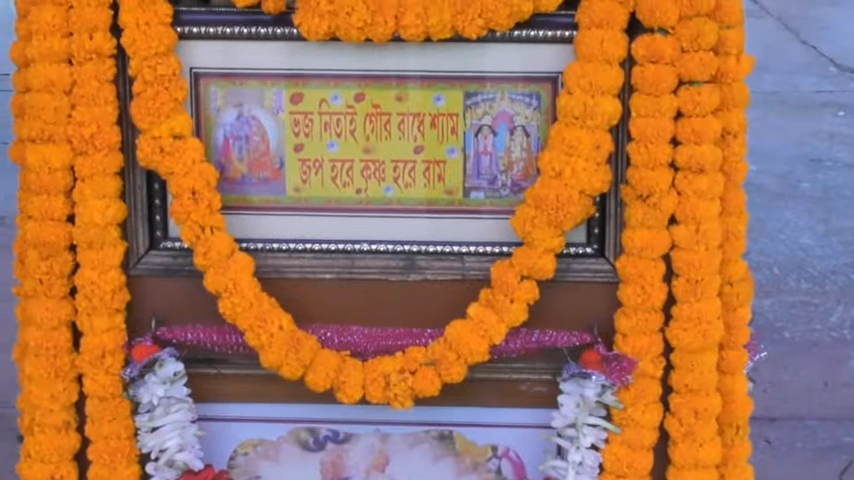 ভজ নিতাই গৌর রাধে শ্যাম
জপ হরে কৃষ্ণ হরে রাম